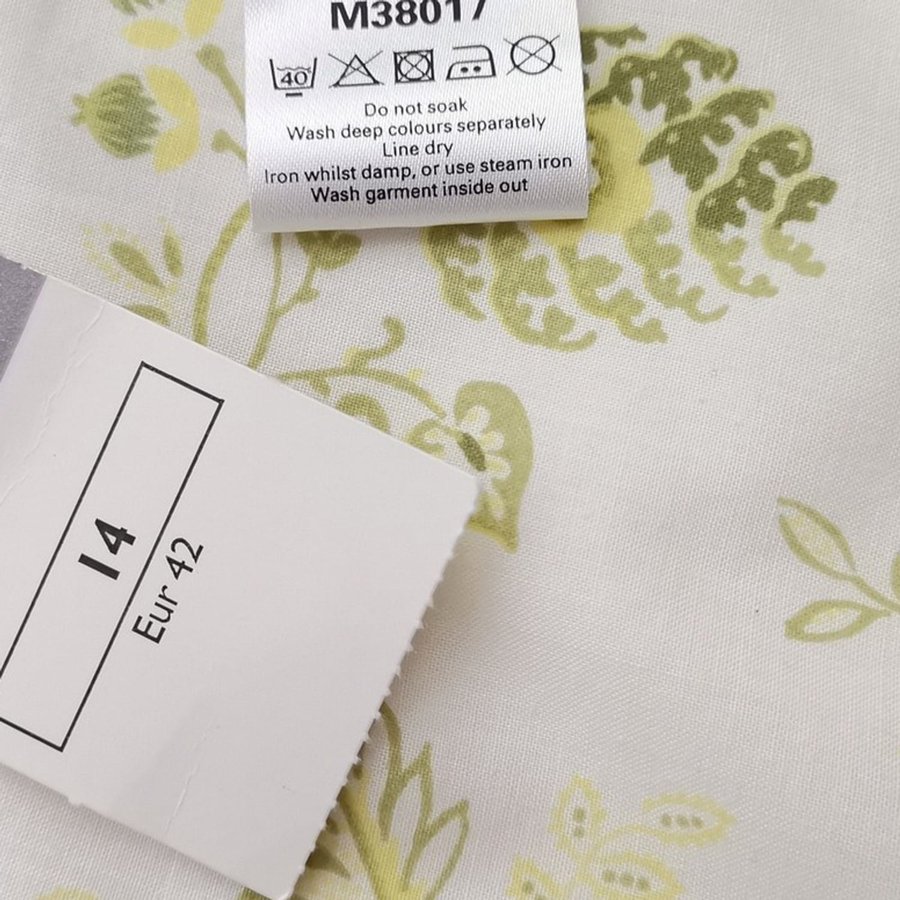 M38017
40
Do not soak
Wash deep colours separately
Line dry
Iron whilst damp, or use steam iron
Wash garment inside out
14
Eur 42